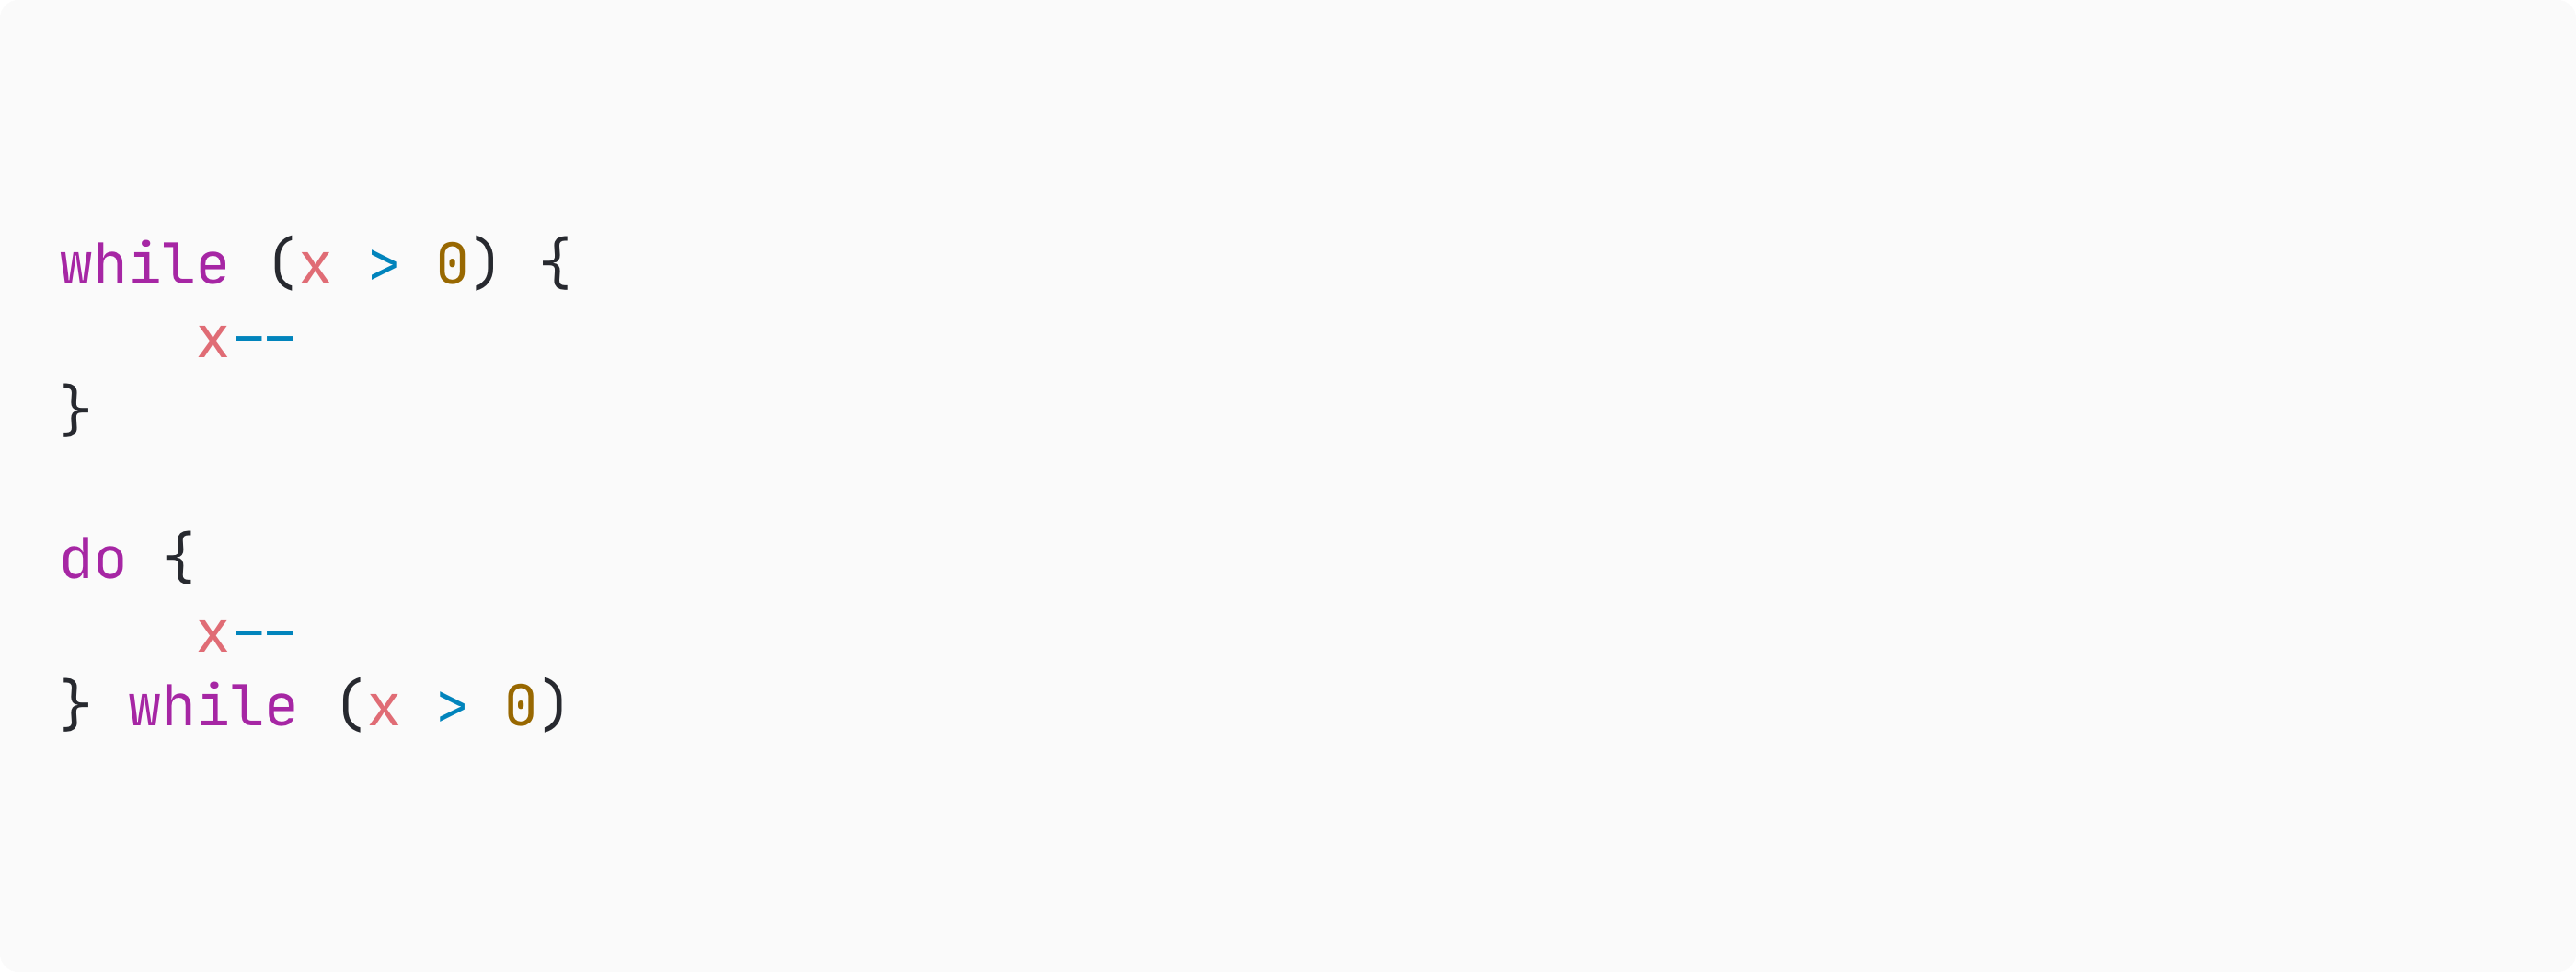 while (x > 0) {
    x--
}

do {
    x--
} while (x > 0)